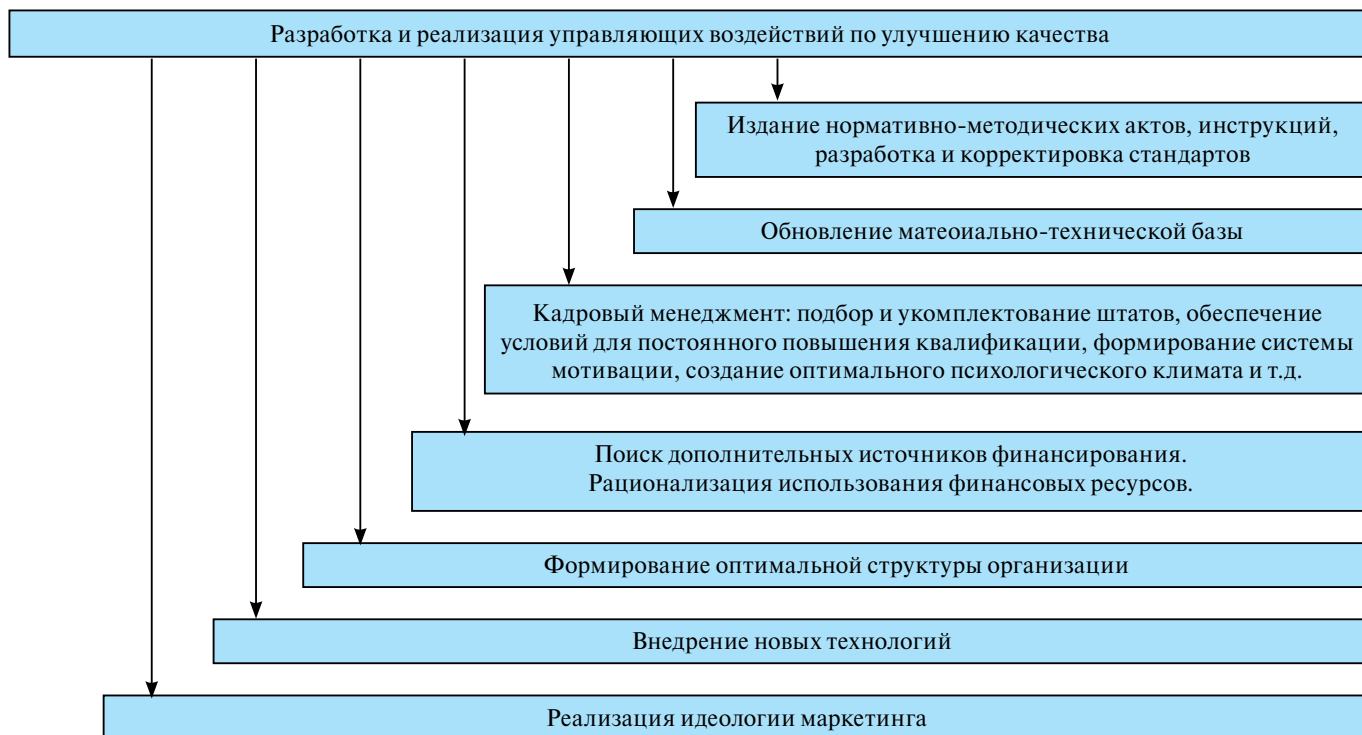 Разработка и реализация управляющих воздействий по улучшению качества
Издание нормативно-методических актов, инструкций,
разработка и корректировка стандартов
Обновление матеоиально-технической базы
Кадровый менеджмент: подбор и укомплектование штатов, обеспечение
условий для постоянного повышения квалификации, формирование системы
мотивации, создание оптимального психологического климата и т.д.
Поиск дополнительных источников финансирования.
Рационализация использования финансовых ресурсов.
Формирование оптимальной структуры организации
Внедрение новых технологий
Реализация идеологии маркетинга